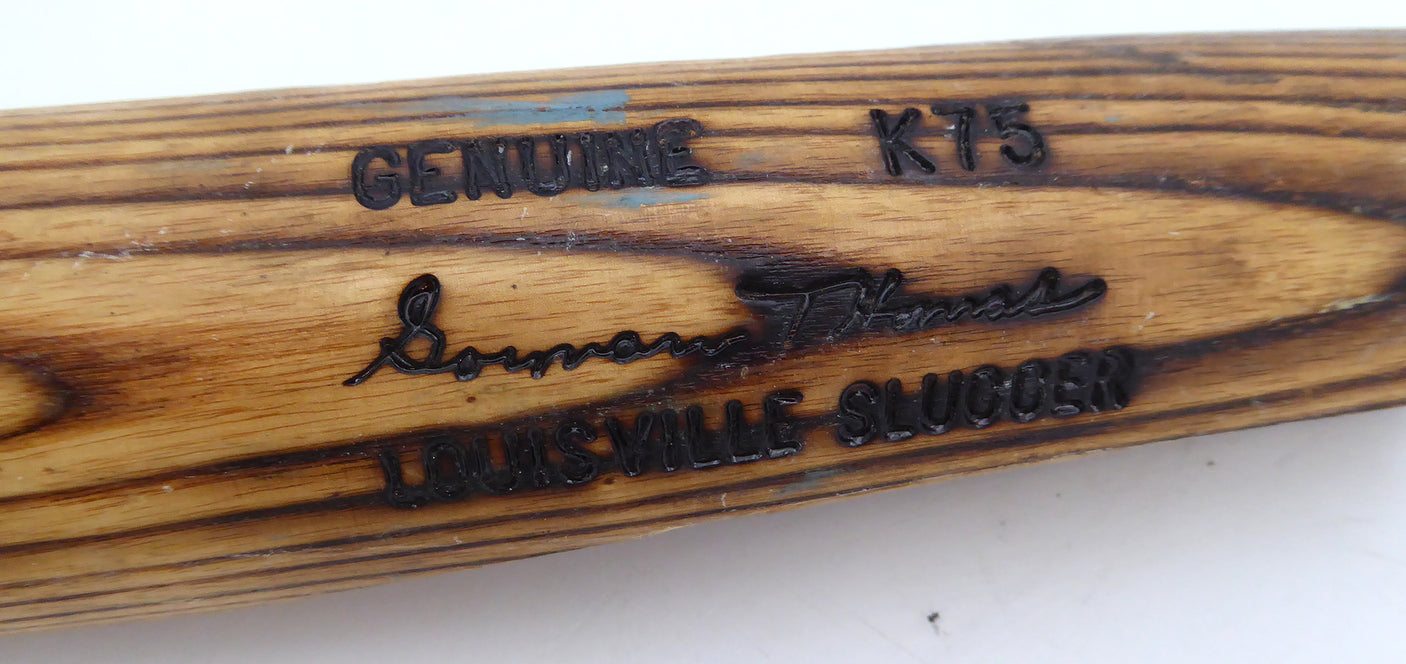 GENUINE K75
Gorman Thomas
LOUISVILLE SLUGGER